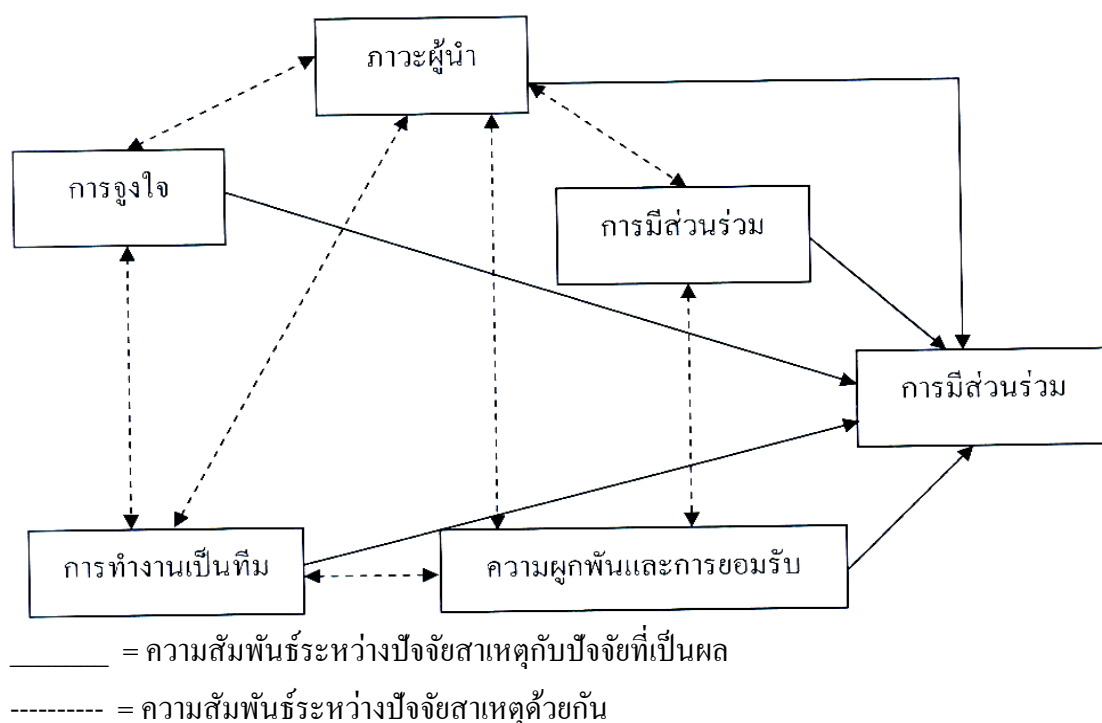 ภาวะผู้นำ
การจูงใจ
การมีส่วนร่วม
การมีส่วนร่วม
การทำงานเป็นทีม
ความผูกพันและการยอมรับ
_______ = ความสัมพันธ์ระหว่างปัจจัยสาเหตุกับปัจจัยที่เป็นผล
---------- = ความสัมพันธ์ระหว่างปัจจัยสาเหตุด้วยกัน